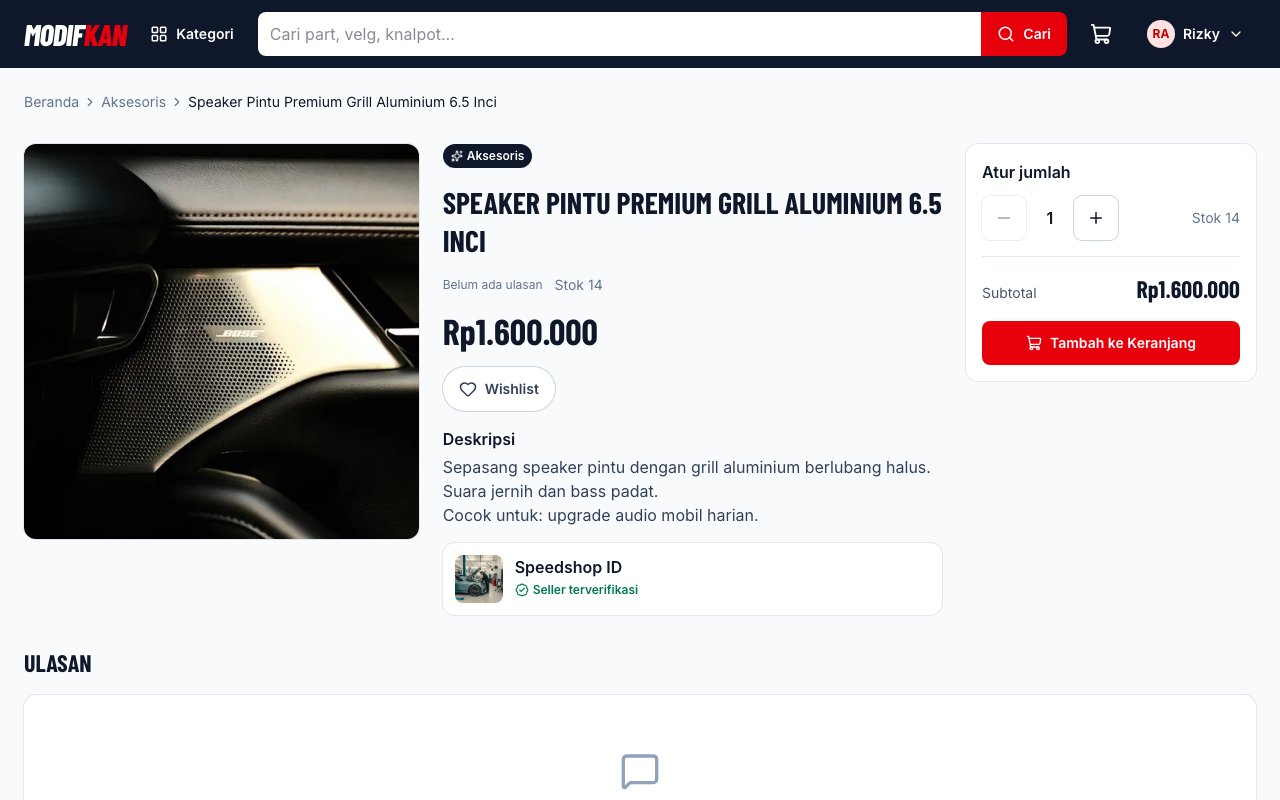 MODIFKAN
Kategori
Cari part, velg, knalpot...
Cari
RA
Rizky
Beranda > Aksesoris > Speaker Pintu Premium Grill Aluminium 6.5 Inci
BOSE
Aksesoris
SPEAKER PINTU PREMIUM GRILL ALUMINIUM 6.5
INCI
Belum ada ulasan Stok 14
Rp1.600.000
Wishlist
Deskripsi
Sepasang speaker pintu dengan grill aluminium berlubang halus.
Suara jernih dan bass padat.
Cocok untuk: upgrade audio mobil harian.
Speedshop ID
Seller terverifikasi
Atur jumlah
1
Stok 14
Subtotal Rp1.600.000
Tambah ke Keranjang
ULASAN